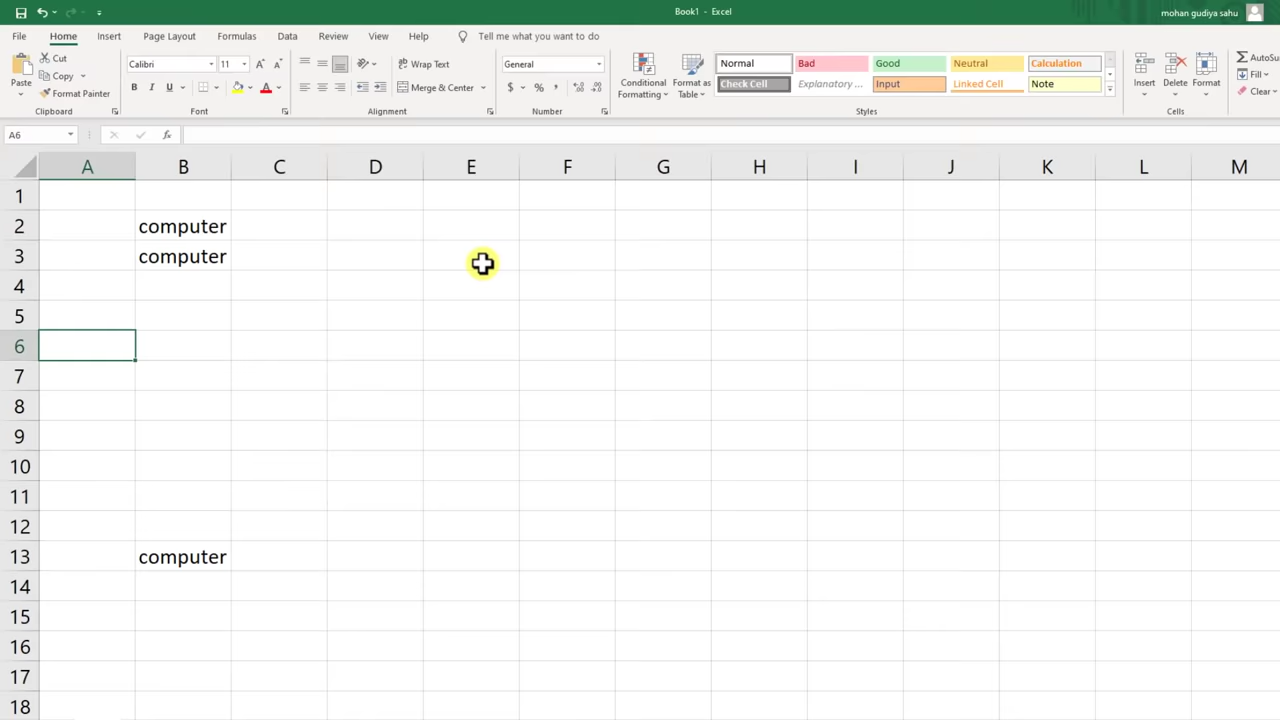 Book1 - Excel
mohan gudiya sahu
File Home Insert Page Layout Formulas Data Review View Help Tell me what you want to do
Paste
Cut
Copy
Format Painter
Clipboard
Calibri 11
B I U
Font
Wrap Text
Merge & Center
Alignment
General
$ % ,
Number
Conditional
Formatting
Format as
Table
Normal Bad Good Neutral Calculation
Check Cell Explanatory ... Input Linked Cell Note
Styles
Insert Delete Format
Cells
AutoSu
Fill
Clear
A6 fx
A B C D E F G H I J K L M
1
2 computer
3 computer
4
5
6
7
8
9
10
11
12
13 computer
14
15
16
17
18